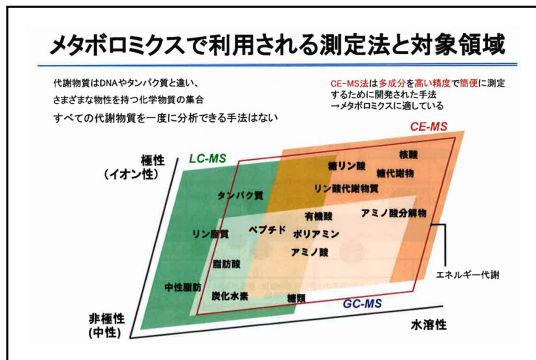 メタボロミクスで利用される測定法と対象領域
代謝物質はDNAやタンパク質と違い、
さまざまな物性を持つ化学物質の集合
すべての代謝物質を一度に分析できる手法はない
CE-MS法は多成分を高い精度で簡便に測定
するために開発された手法
→メタボロミクスに適している
CE-MS
LC-MS
極性
(イオン性)
核酸
糖リン酸
糖代謝物
リン酸代謝物質
タンパク質
有機酸
アミノ酸分解物
リン脂質
ペプチド
ポリアミン
アミノ酸
脂肪酸
エネルギー代謝
中性脂肪
炭化水素
糖類
GC-MS
非極性
(中性)
水溶性